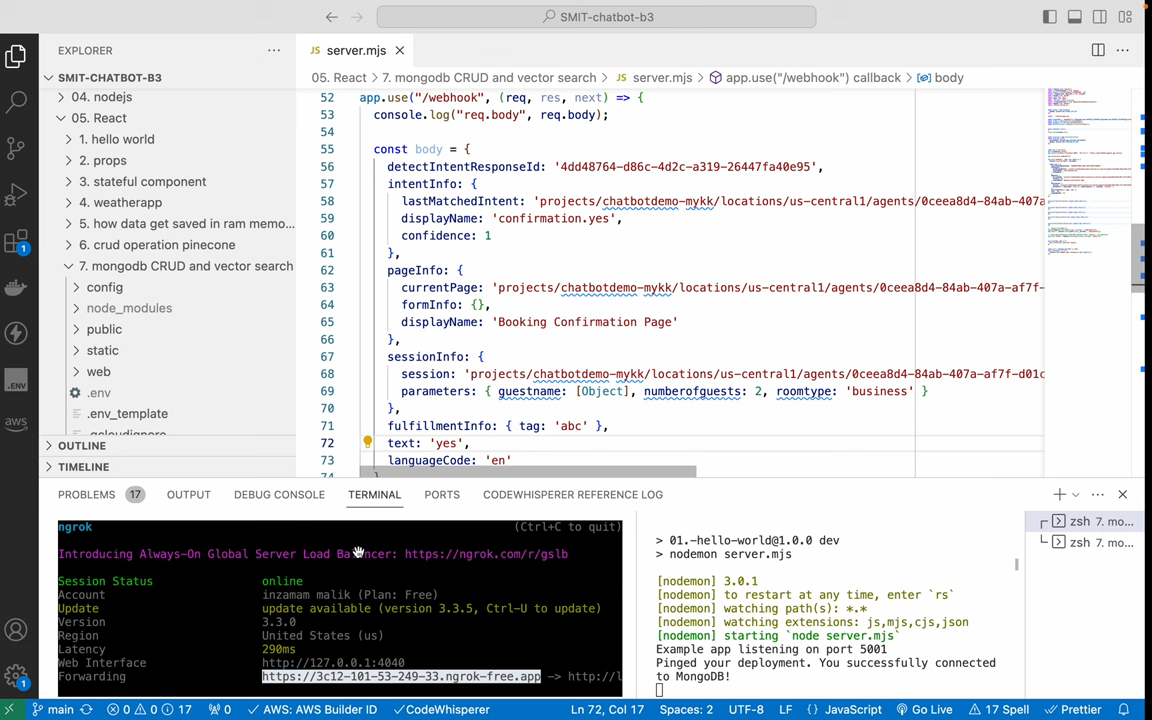 SMIT-chatbot-b3
EXPLORER
JS server.mjs
SMIT-CHATBOT-B3
05. React > 7. mongodb CRUD and vector search > JS server.mjs > app.use("/webhook") callback > body
04. nodejs
05. React
1. hello world
2. props
3. stateful component
4. weatherapp
5. how data get saved in ram memo...
6. crud operation pinecone
7. mongodb CRUD and vector search
config
node_modules
public
static
web
.env
.env_template
OUTLINE
TIMELINE
52 app.use("/webhook", (req, res, next) => {
53 console.log("req.body", req.body);
54
55 const body = {
56 detectIntentResponseId: '4dd48764-d86c-4d2c-a319-26447fa40e95',
57 intentInfo: {
58 lastMatchedIntent: 'projects/chatbotdemo-mykk/locations/us-central1/agents/0ceea8d4-84ab-407a
59 displayName: 'confirmation.yes',
60 confidence: 1
61 },
62 pageInfo: {
63 currentPage: 'projects/chatbotdemo-mykk/locations/us-central1/agents/0ceea8d4-84ab-407a-af7f-
64 formInfo: {},
65 displayName: 'Booking Confirmation Page'
66 },
67 sessionInfo: {
68 session: 'projects/chatbotdemo-mykk/locations/us-central1/agents/0ceea8d4-84ab-407a-af7f-d01c
69 parameters: { guestname: [Object], numberofguests: 2, roomtype: 'business' }
70 },
71 fulfillmentInfo: { tag: 'abc' },
72 text: 'yes',
73 languageCode: 'en'
PROBLEMS 17 OUTPUT DEBUG CONSOLE TERMINAL PORTS CODEWHISPERER REFERENCE LOG
ngrok (Ctrl+C to quit)
Introducing Always-On Global Server Load Balancer: https://ngrok.com/r/gslb
Session Status online
Account inzamam malik (Plan: Free)
Update update available (version 3.3.5, Ctrl-U to update)
Version 3.3.0
Region United States (us)
Latency 290ms
Web Interface http://127.0.0.1:4040
Forwarding https://3c12-101-53-249-33.ngrok-free.app -> http://l
> 01.-hello-world@1.0.0 dev
> nodemon server.mjs
[nodemon] 3.0.1
[nodemon] to restart at any time, enter `rs`
[nodemon] watching path(s): *.*
[nodemon] watching extensions: js,mjs,cjs,json
[nodemon] starting `node server.mjs`
Example app listening on port 5001
Pinged your deployment. You successfully connected
to MongoDB!
zsh 7. mo...
zsh 7. mo...
.ENV
aws
1
1
main 0 0 17 0 AWS: AWS Builder ID CodeWhisperer Ln 72, Col 17 Spaces: 2 UTF-8 LF {} JavaScript Go Live 17 Spell Prettier